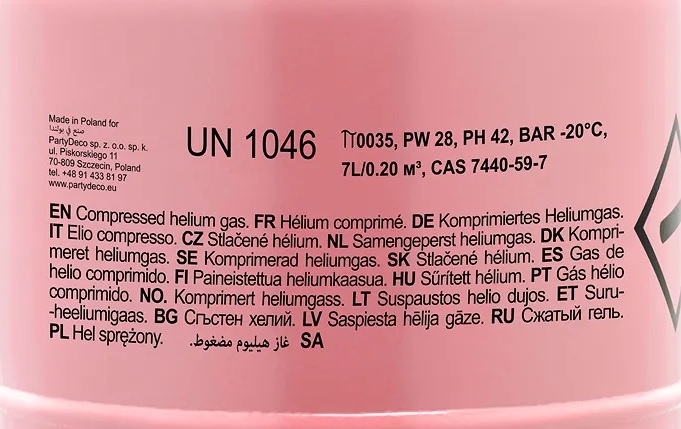 Made in Poland for
صنع في بولندا
PartyDeco sp. z. o.o. sp. k.
ul. Piskorskiego 11
70-809 Szczecin, Poland
tel. +48 91 433 81 97
www.partydeco.eu
UN 1046
π0035, PW 28, PH 42, BAR -20°C,
7L/0.20 м³, CAS 7440-59-7
EN Compressed helium gas. FR Hélium comprimé. DE Komprimiertes Heliumgas.
IT Elio compresso. CZ Stlačené hélium. NL Samengeperst heliumgas. DK Kompri-
meret heliumgas. SE Komprimerad heliumgas. SK Stlačené hélium. ES Gas de
helio comprimido. FI Paineistettua heliumkaasua. HU Sűrített hélium. PT Gás hélio
comprimido. NO. Komprimert heliumgass. LT Suspaustos helio dujos. ET Suru-
-heeliumigaas. BG Сгъстен хелий. LV Saspiesta hēlija gāze. RU Сжатый гель.
PL Hel sprężony. غاز هيليوم مضغوط. SA